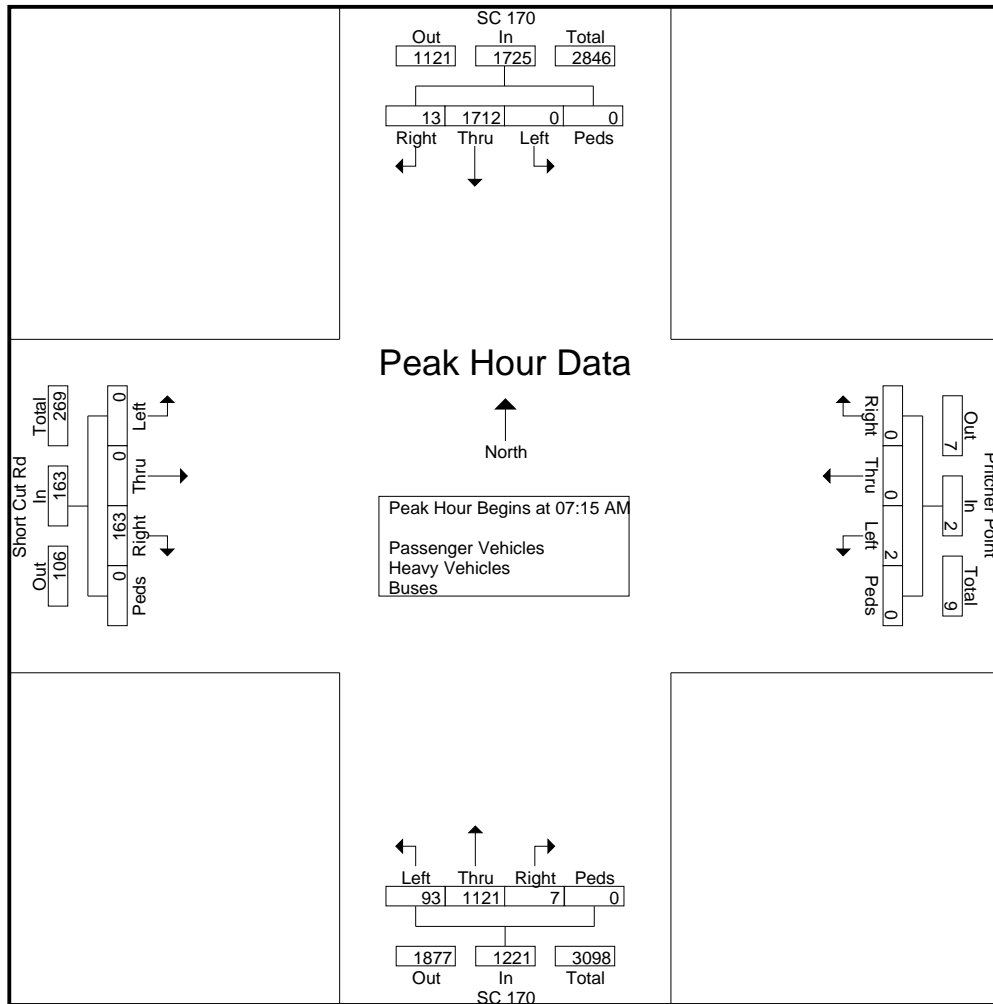 SC 170
Out In Total
1121 1725 2846
13 1712 0 0
Right Thru Left Peds
Peak Hour Data
North
Peak Hour Begins at 07:15 AM
Passenger Vehicles
Heavy Vehicles
Buses
Short Cut Rd
Out In Total
106 163 269
0 0 163 0
Left Thru Right Peds
Pritcher Point
Out In Total
7 2 9
0 0 2 0
Right Thru Left Peds
Left Thru Right Peds
93 1121 7 0
1877 1221 3098
Out In Total
SC 170